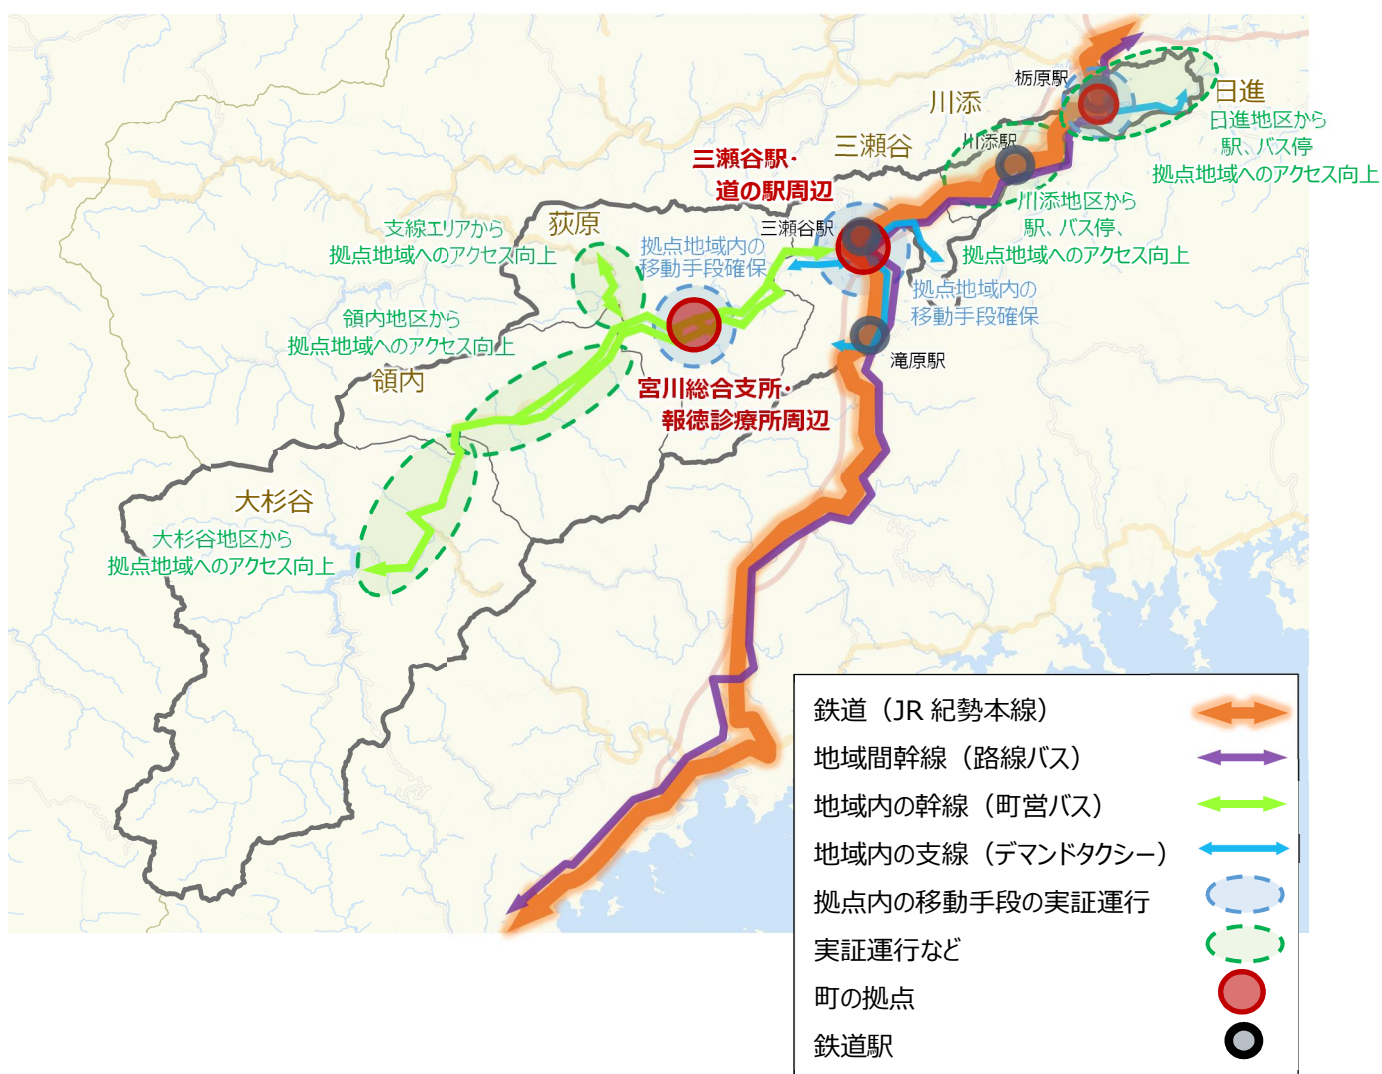 栃原駅
日進
川添
日進地区から
駅、バス停
拠点地域へのアクセス向上
三瀬谷
川添駅
三瀬谷駅・
道の駅周辺
川添地区から
駅、バス停、
拠点地域へのアクセス向上
荻原
支線エリアから
拠点地域へのアクセス向上
三瀬谷駅
拠点地域内の
移動手段確保
拠点地域内の
移動手段確保
領内地区から
拠点地域へのアクセス向上
滝原駅
領内
宮川総合支所・
報徳診療所周辺
大杉谷
大杉谷地区から
拠点地域へのアクセス向上
鉄道（JR 紀勢本線）
地域間幹線（路線バス）
地域内の幹線（町営バス）
地域内の支線（デマンドタクシー）
拠点内の移動手段の実証運行
実証運行など
町の拠点
鉄道駅